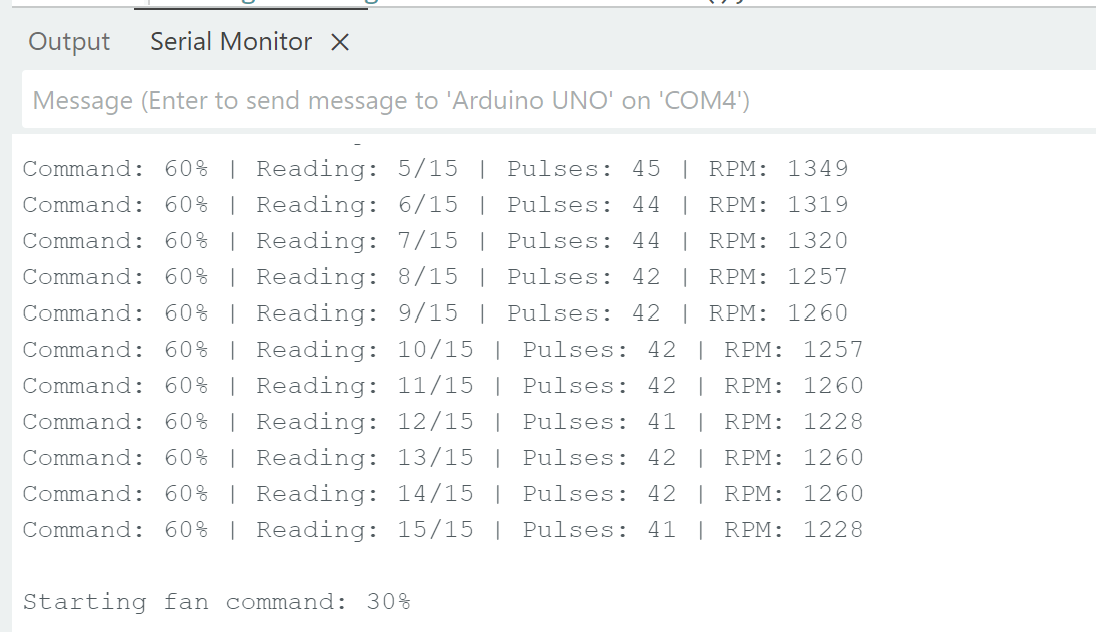 Output Serial Monitor
Message (Enter to send message to 'Arduino UNO' on 'COM4')
Command: 60% | Reading: 5/15 | Pulses: 45 | RPM: 1349
Command: 60% | Reading: 6/15 | Pulses: 44 | RPM: 1319
Command: 60% | Reading: 7/15 | Pulses: 44 | RPM: 1320
Command: 60% | Reading: 8/15 | Pulses: 42 | RPM: 1257
Command: 60% | Reading: 9/15 | Pulses: 42 | RPM: 1260
Command: 60% | Reading: 10/15 | Pulses: 42 | RPM: 1257
Command: 60% | Reading: 11/15 | Pulses: 42 | RPM: 1260
Command: 60% | Reading: 12/15 | Pulses: 41 | RPM: 1228
Command: 60% | Reading: 13/15 | Pulses: 42 | RPM: 1260
Command: 60% | Reading: 14/15 | Pulses: 42 | RPM: 1260
Command: 60% | Reading: 15/15 | Pulses: 41 | RPM: 1228
Starting fan command: 30%